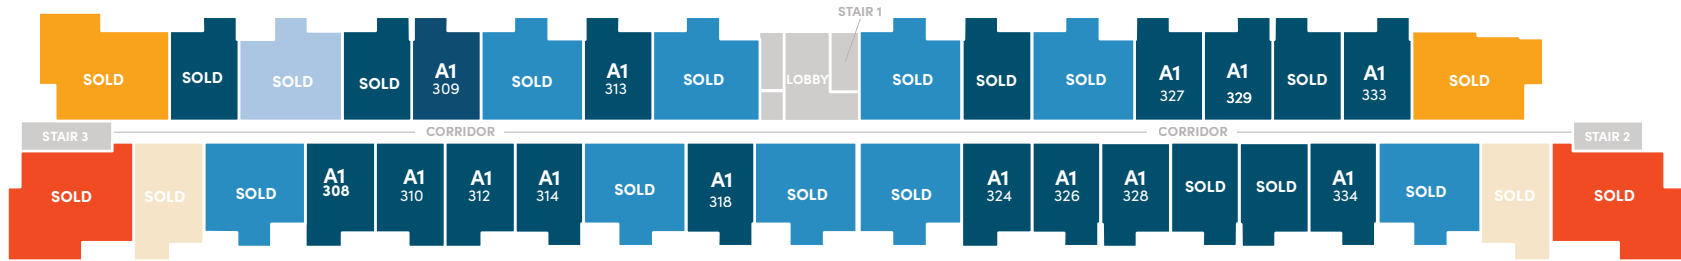 STAIR 1
SOLD
SOLD
SOLD
SOLD
A1
309
SOLD
A1
313
SOLD
LOBBY
SOLD
SOLD
SOLD
A1
327
A1
329
SOLD
A1
333
SOLD
STAIR 3
CORRIDOR
CORRIDOR
STAIR 2
SOLD
SOLD
SOLD
A1
308
A1
310
A1
312
A1
314
SOLD
A1
318
SOLD
SOLD
A1
324
A1
326
A1
328
SOLD
SOLD
A1
334
SOLD
SOLD
SOLD